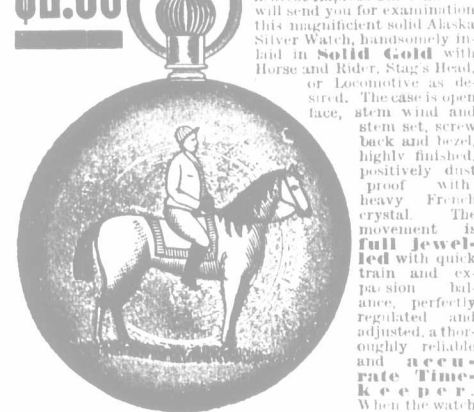 will send you for examination
this magnificient solid Alaska
Silver Watch, handsomely in-
laid in Solid Gold with
Horse and Rider, Stag's Head,
or Locomotive as de-
sired. The case is open
face, stem wind and
stem set, screw
back and bezel,
highly finished,
positively dust
proof with
heavy French
crystal. The
movement is
full jewel-
led with quick
train and ex-
pansion bal-
ance, perfectly
regulated and
adjusted, a thor-
oughly reliable
and accu-
rate Time-
keeper.
When the watch